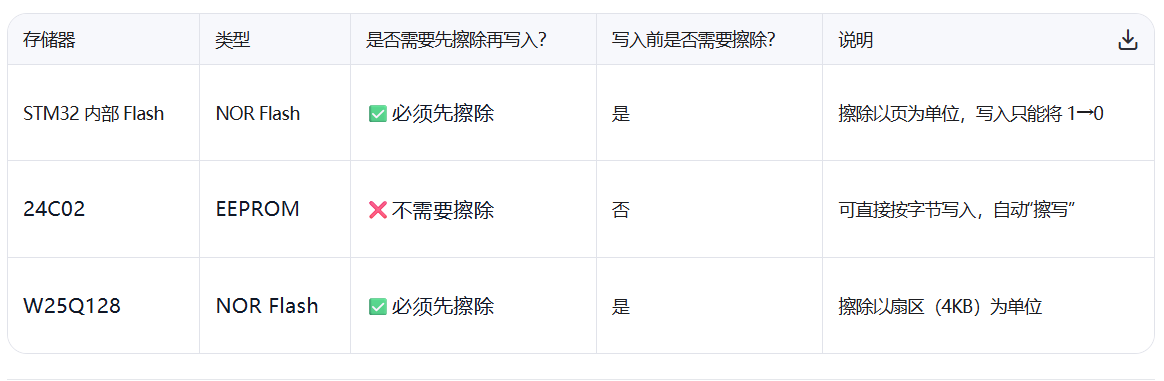 存储器 类型 是否需要先擦除再写入？ 写入前是否需要擦除？ 说明
STM32 内部 Flash NOR Flash ✅ 必须先擦除 是 擦除以页为单位，写入只能将 1→0
24C02 EEPROM ❌ 不需要擦除 否 可直接按字节写入，自动“擦写”
W25Q128 NOR Flash ✅ 必须先擦除 是 擦除以扇区（4KB）为单位